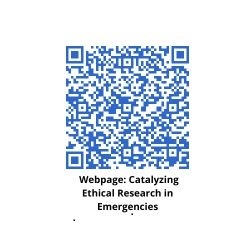 Webpage: Catalyzing
Ethical Research in
Emergencies